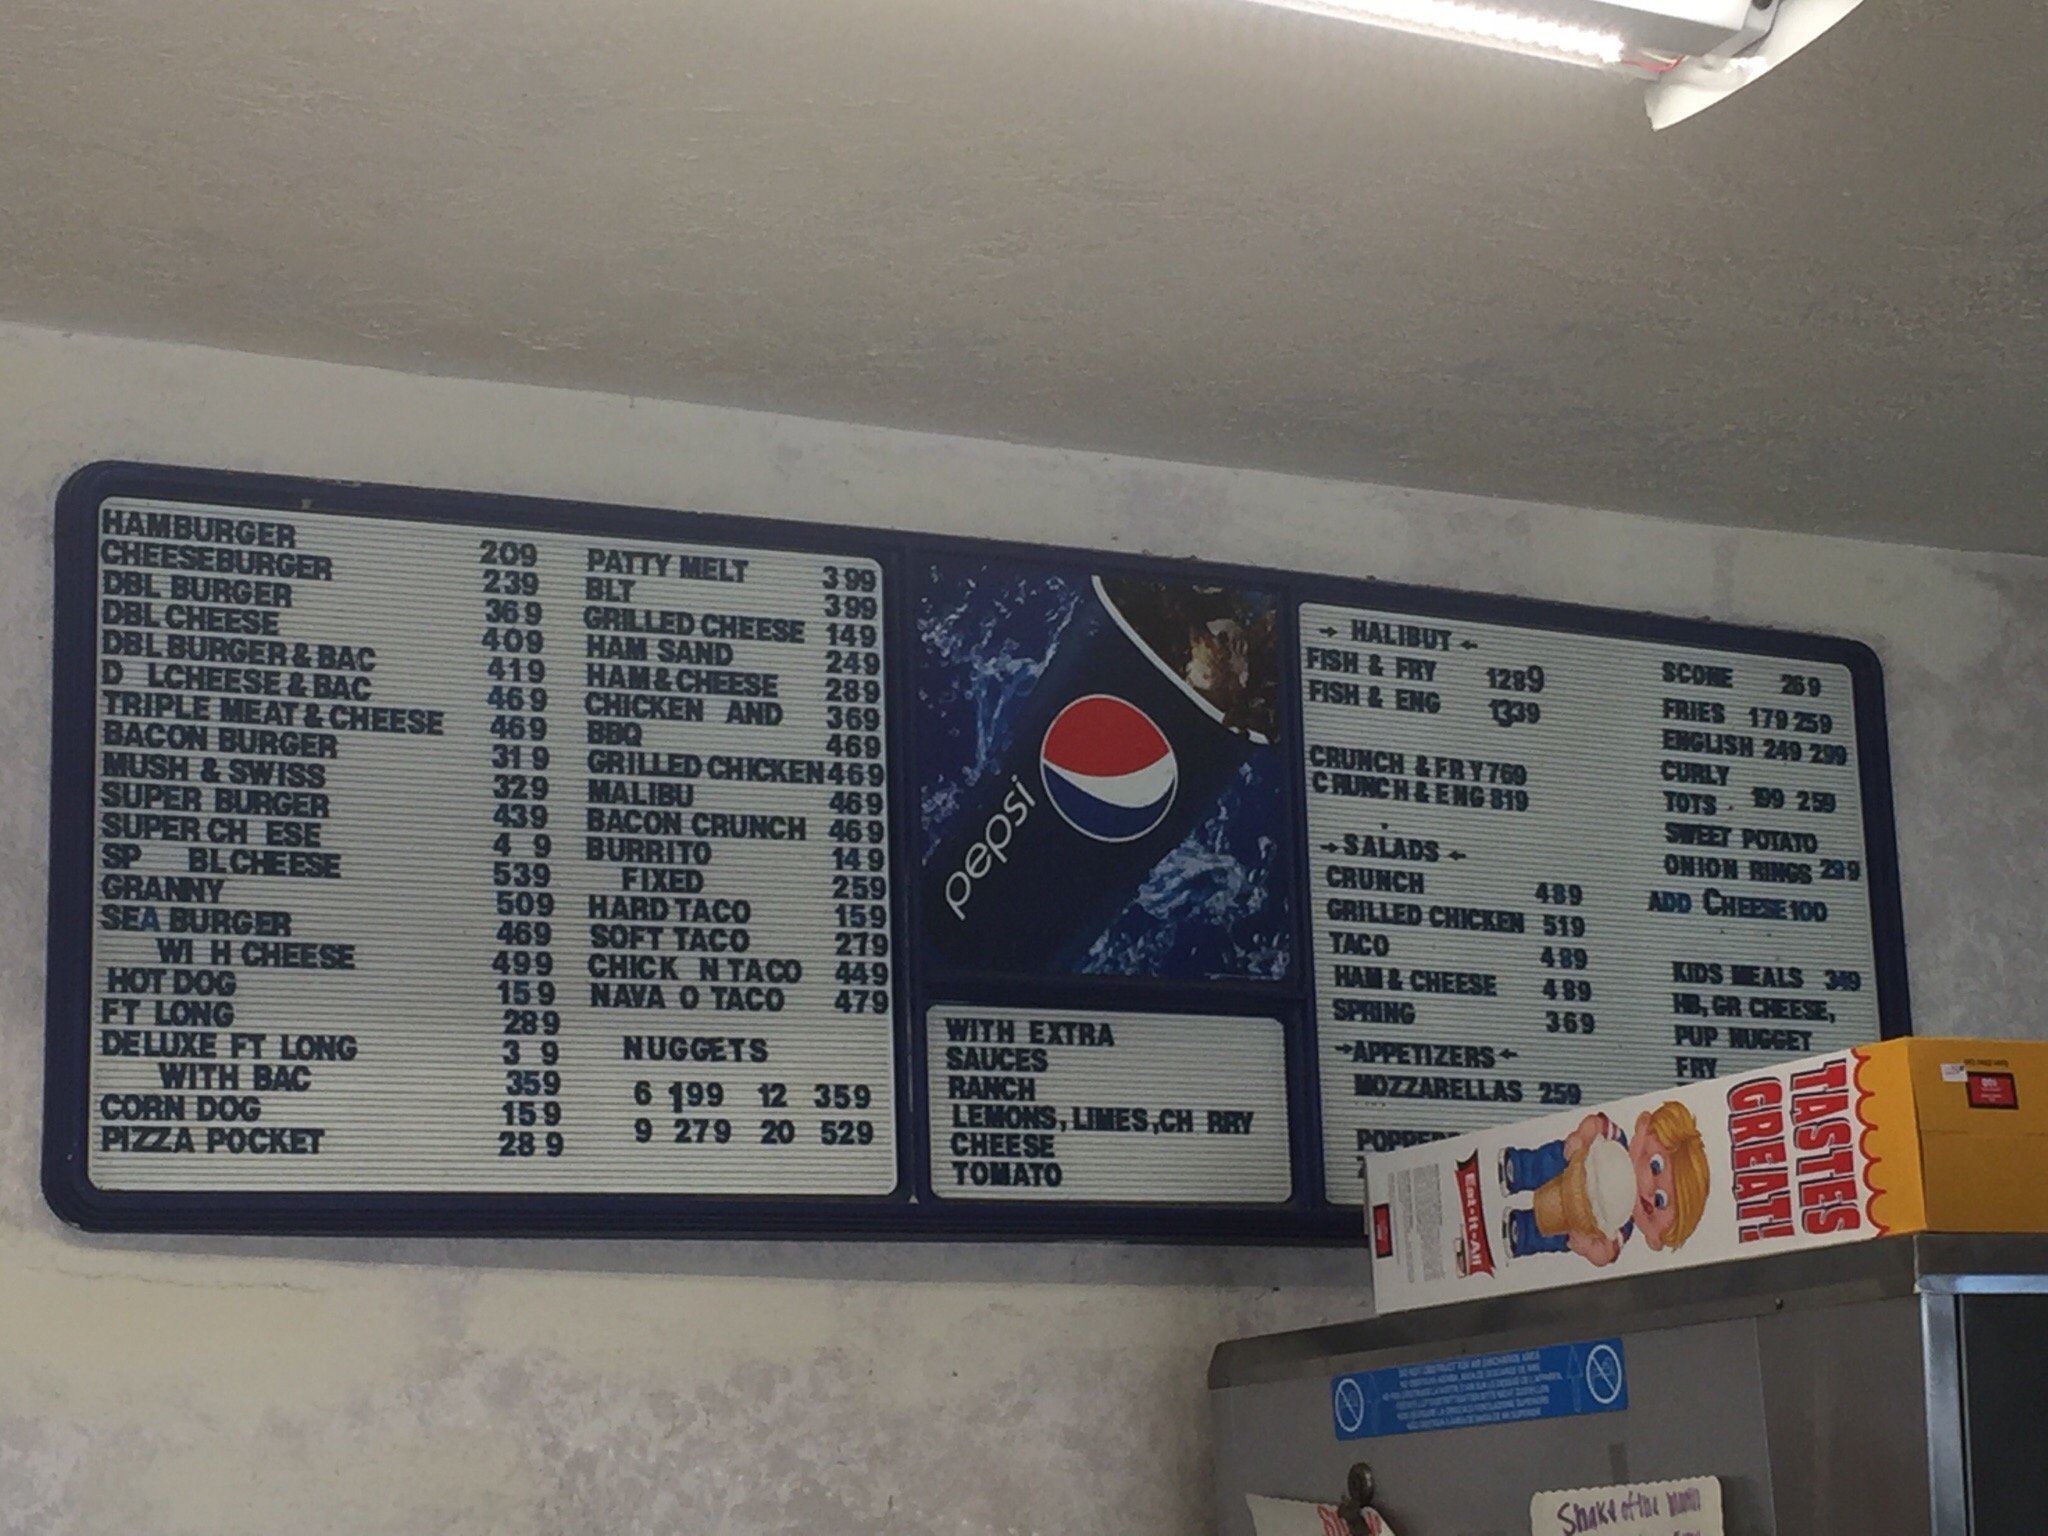 HAMBURGER 209
CHEESEBURGER 239
DBL BURGER 369
DBL CHEESE 409
DBL BURGER & BAC 419
D LCHEESE & BAC 469
TRIPLE MEAT & CHEESE 469
BACON BURGER 319
MUSH & SWISS 329
SUPER BURGER 439
SUPER CH ESE 4 9
SP BL CHEESE 539
GRANNY 509
SEA BURGER 469
WI H CHEESE 499
HOT DOG 159
FT LONG 289
DELUXE FT LONG 3 9
WITH BAC 359
CORN DOG 159
PIZZA POCKET 289
PATTY MELT 399
BLT 399
GRILLED CHEESE 149
HAM SAND 249
HAM & CHEESE 289
CHICKEN AND 369
BBQ 469
GRILLED CHICKEN 469
MALIBU 469
BACON CRUNCH 469
BURRITO 149
FIXED 259
HARD TACO 159
SOFT TACO 279
CHICK N TACO 449
NAVA O TACO 479
NUGGETS
6 199 12 359
9 279 20 529
pepsi
WITH EXTRA
SAUCES
RANCH
LEMONS, LIMES, CH RRY
CHEESE
TOMATO
→ HALIBUT ←
FISH & FRY 1289
FISH & ENG 1339
CRUNCH & FRY 769
CRUNCH & ENG 819
→ SALADS ←
CRUNCH 489
GRILLED CHICKEN 519
TACO 489
HAM & CHEESE 489
SPRING 369
→ APPETIZERS ←
MOZZARELLAS 259
SCONE 269
FRIES 179 259
ENGLISH 249 299
CURLY
TOTS 199 259
SWEET POTATO
ONION RINGS 299
ADD CHEESE 100
KIDS MEALS 349
HB, GR CHEESE,
PUP NUGGET
FRY
TASTES
GREAT!
Eat-It-All
Shake of the